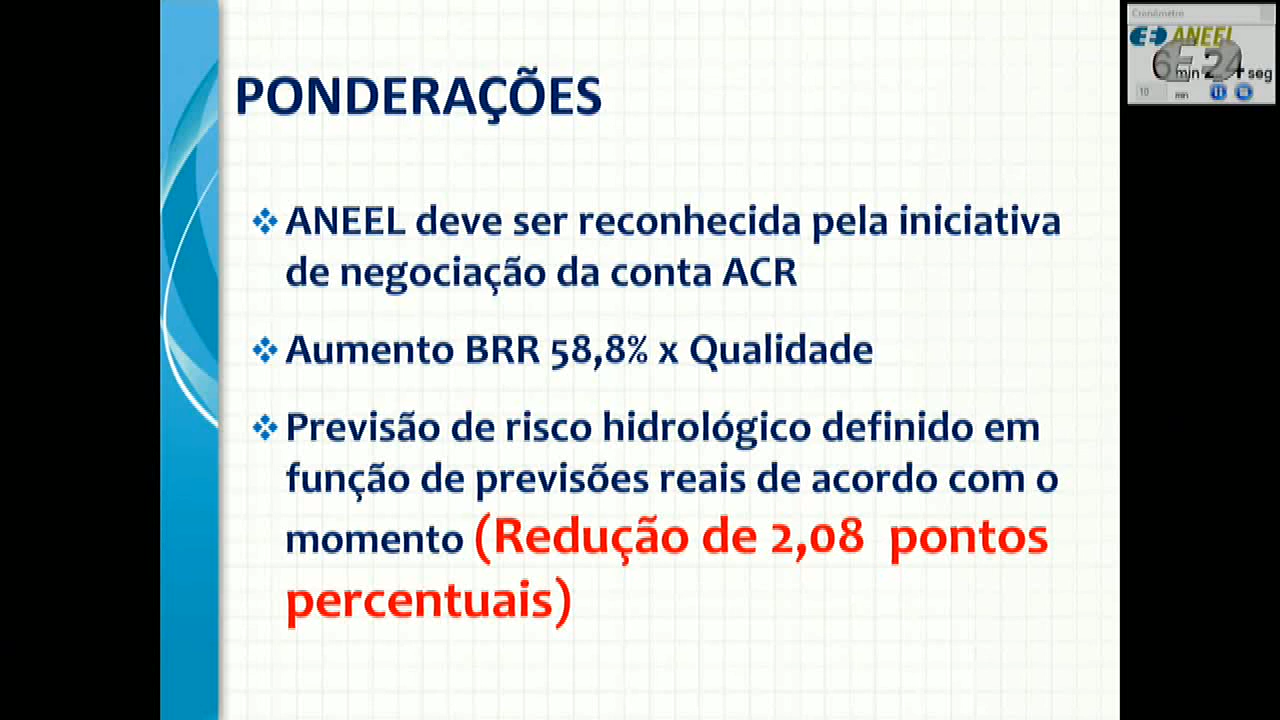 PONDERAÇÕES
ANEEL deve ser reconhecida pela iniciativa
de negociação da conta ACR
Aumento BRR 58,8% x Qualidade
Previsão de risco hidrológico definido em
função de previsões reais de acordo com o
momento (Redução de 2,08 pontos
percentuais)
Cronômetro
ANEEL
6 min 24 seg
10 min